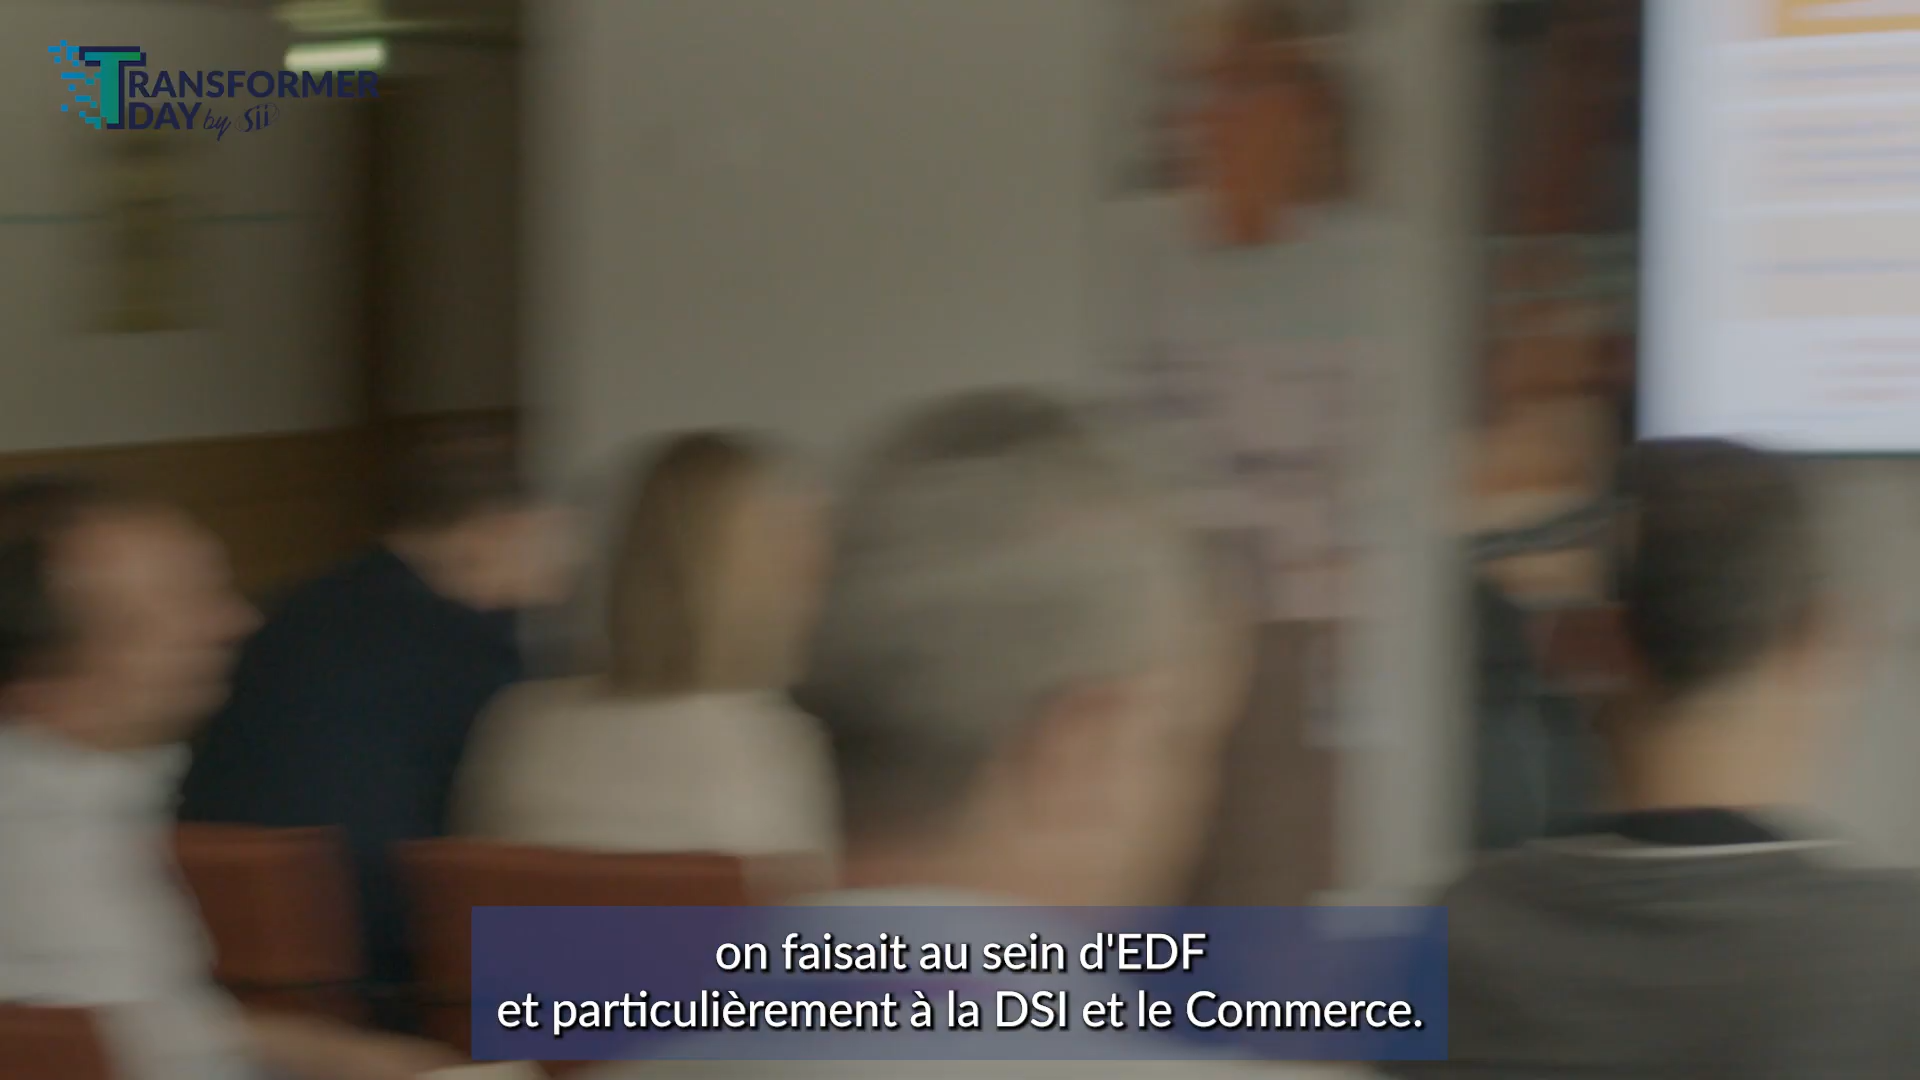 TRANSFORMER
DAY by sii
on faisait au sein d'EDF
et particulièrement à la DSI et le Commerce.